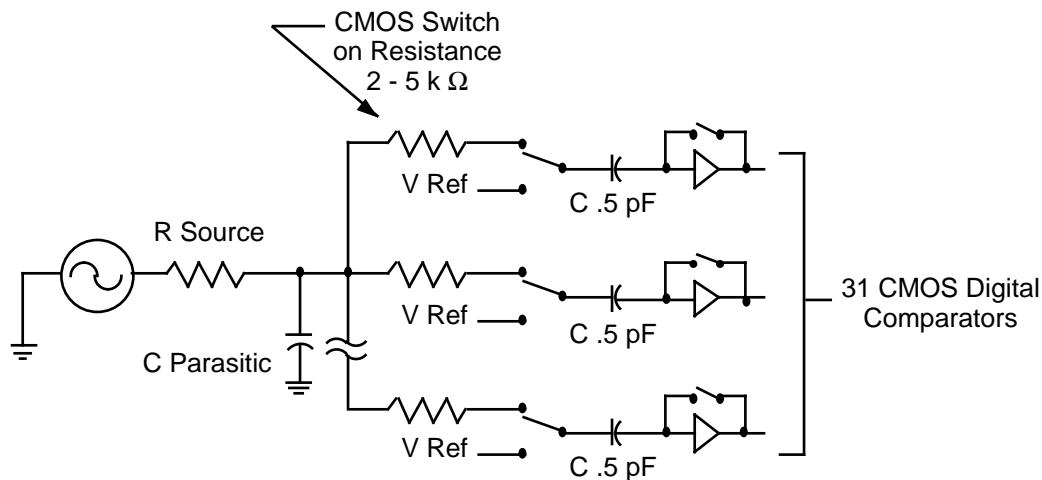 CMOS Switch
on Resistance
2 - 5 k Ω
V Ref
C .5 pF
R Source
V Ref
C .5 pF
31 CMOS Digital
Comparators
C Parasitic
V Ref
C .5 pF